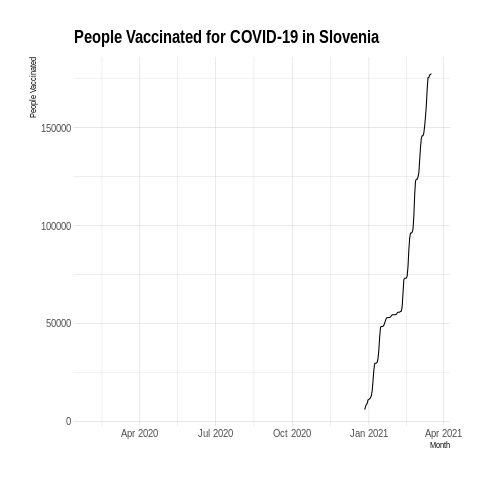 People Vaccinated for COVID-19 in Slovenia
People Vaccinated
150000
100000
50000
0
Apr 2020 Jul 2020 Oct 2020 Jan 2021 Apr 2021
Month